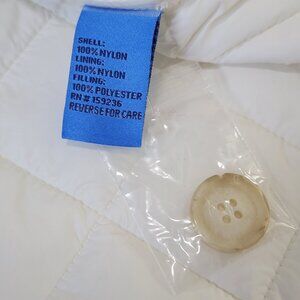 SHELL:
100% NYLON
LINING:
100% NYLON
FILLING:
100% POLYESTER
RN# 159236
REVERSE FOR CARE